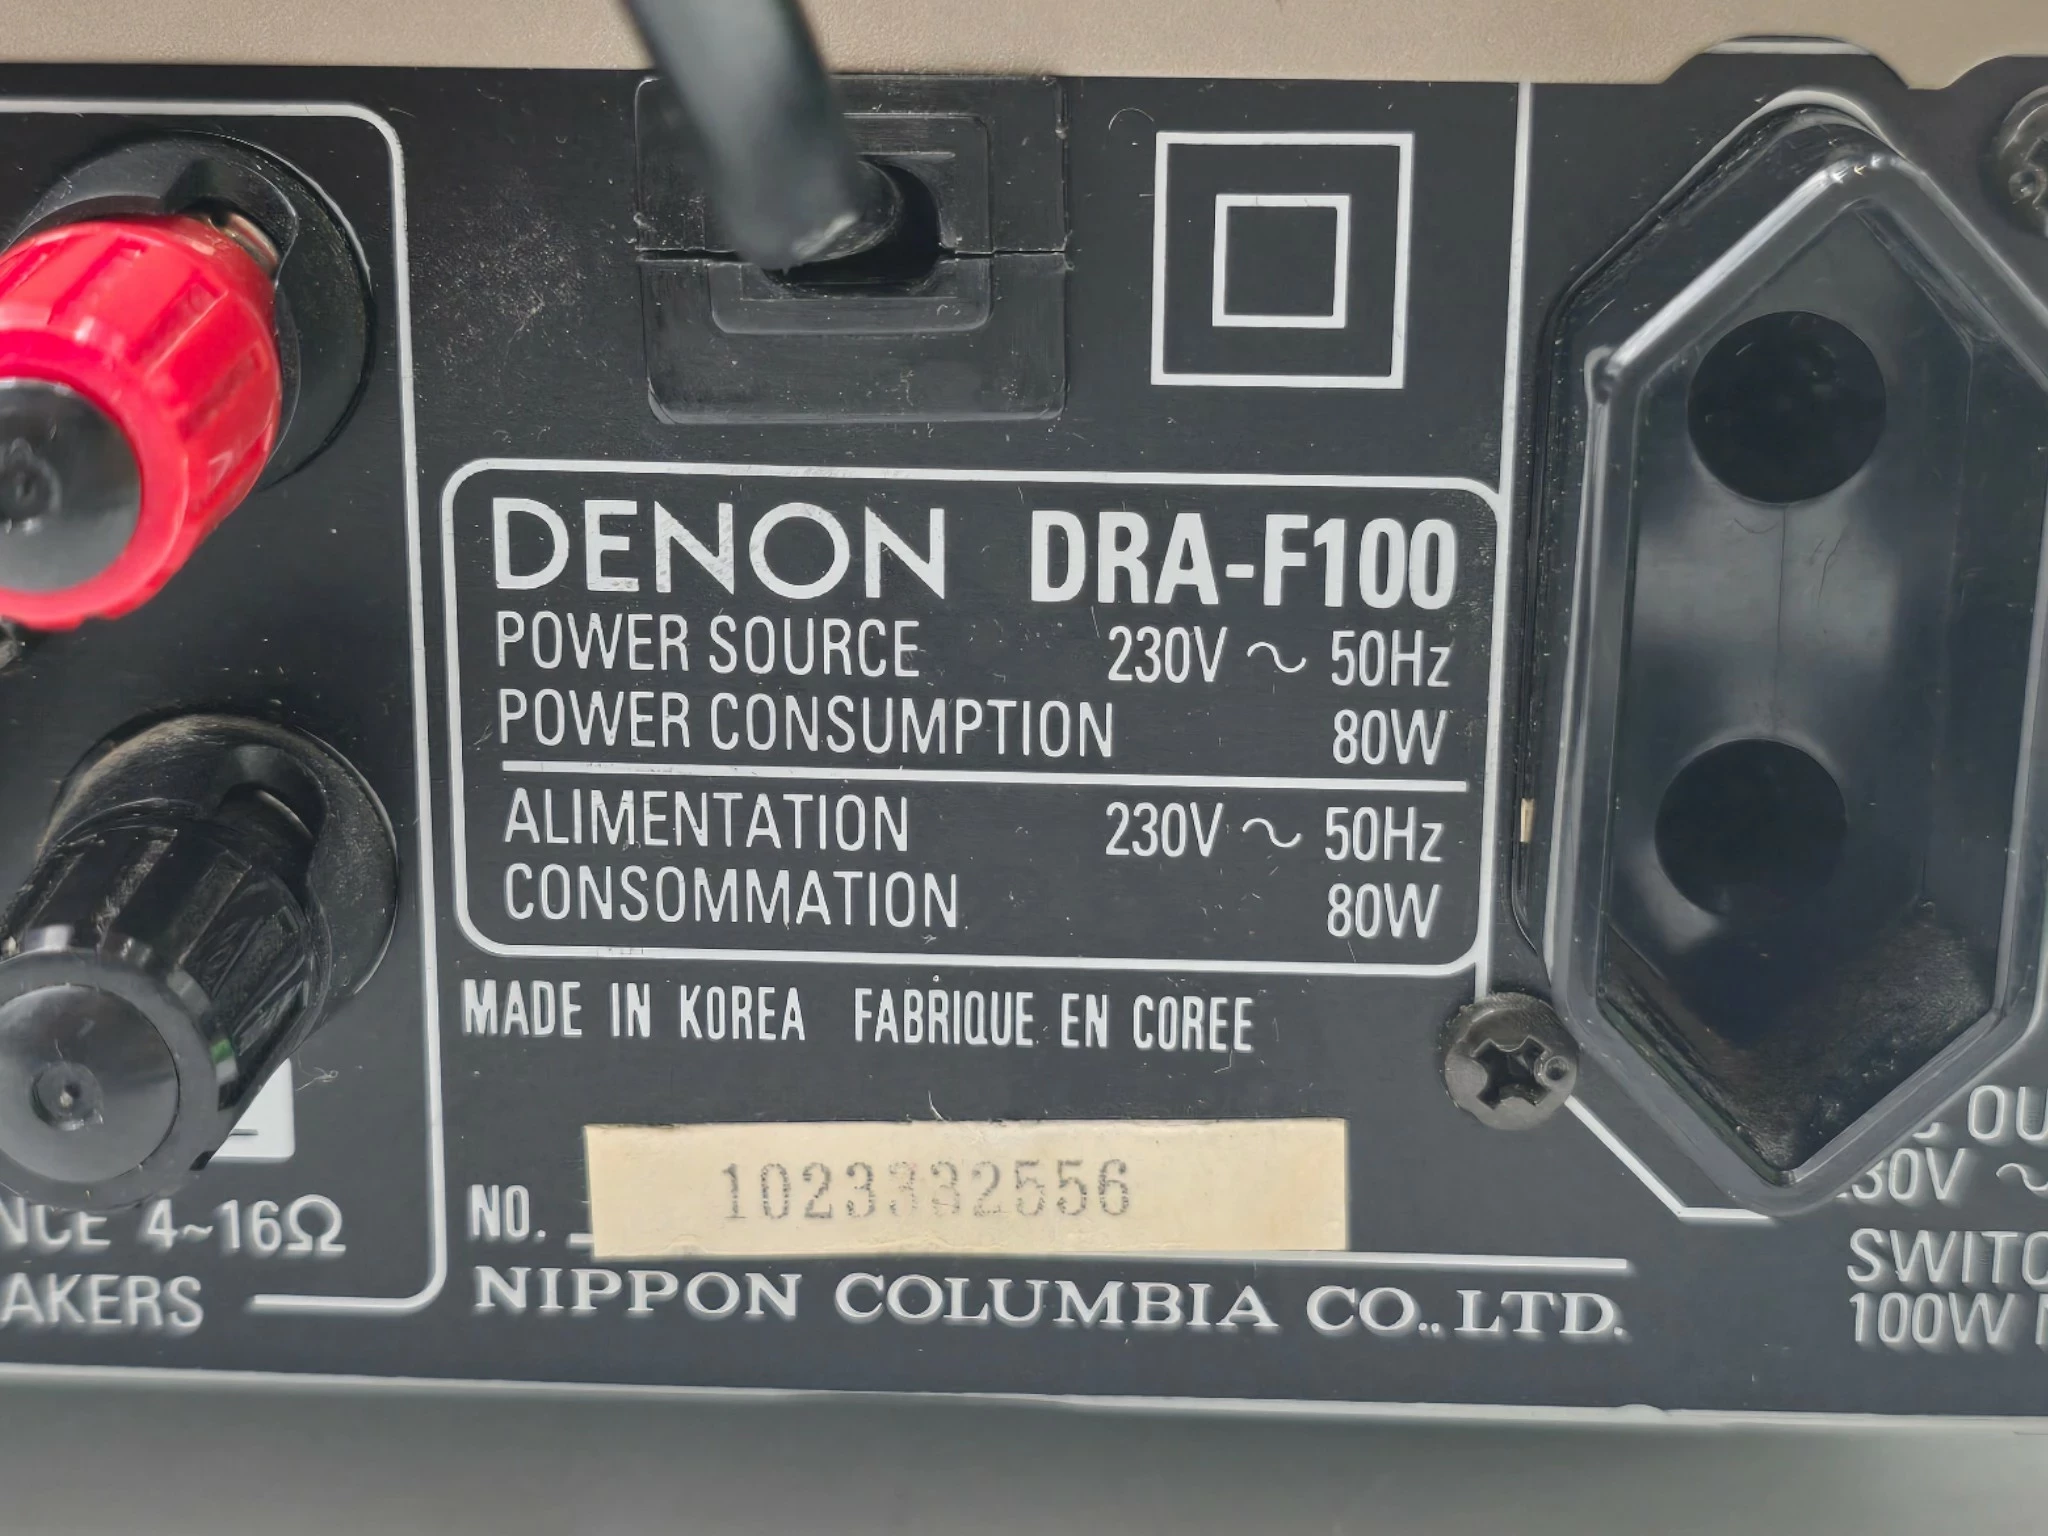 DENON DRA-F100
POWER SOURCE 230V ~ 50Hz
POWER CONSUMPTION 80W
ALIMENTATION 230V ~ 50Hz
CONSOMMATION 80W
MADE IN KOREA FABRIQUE EN COREE
NO. 1023332556
NIPPON COLUMBIA CO., LTD.
4~16Ω
100W